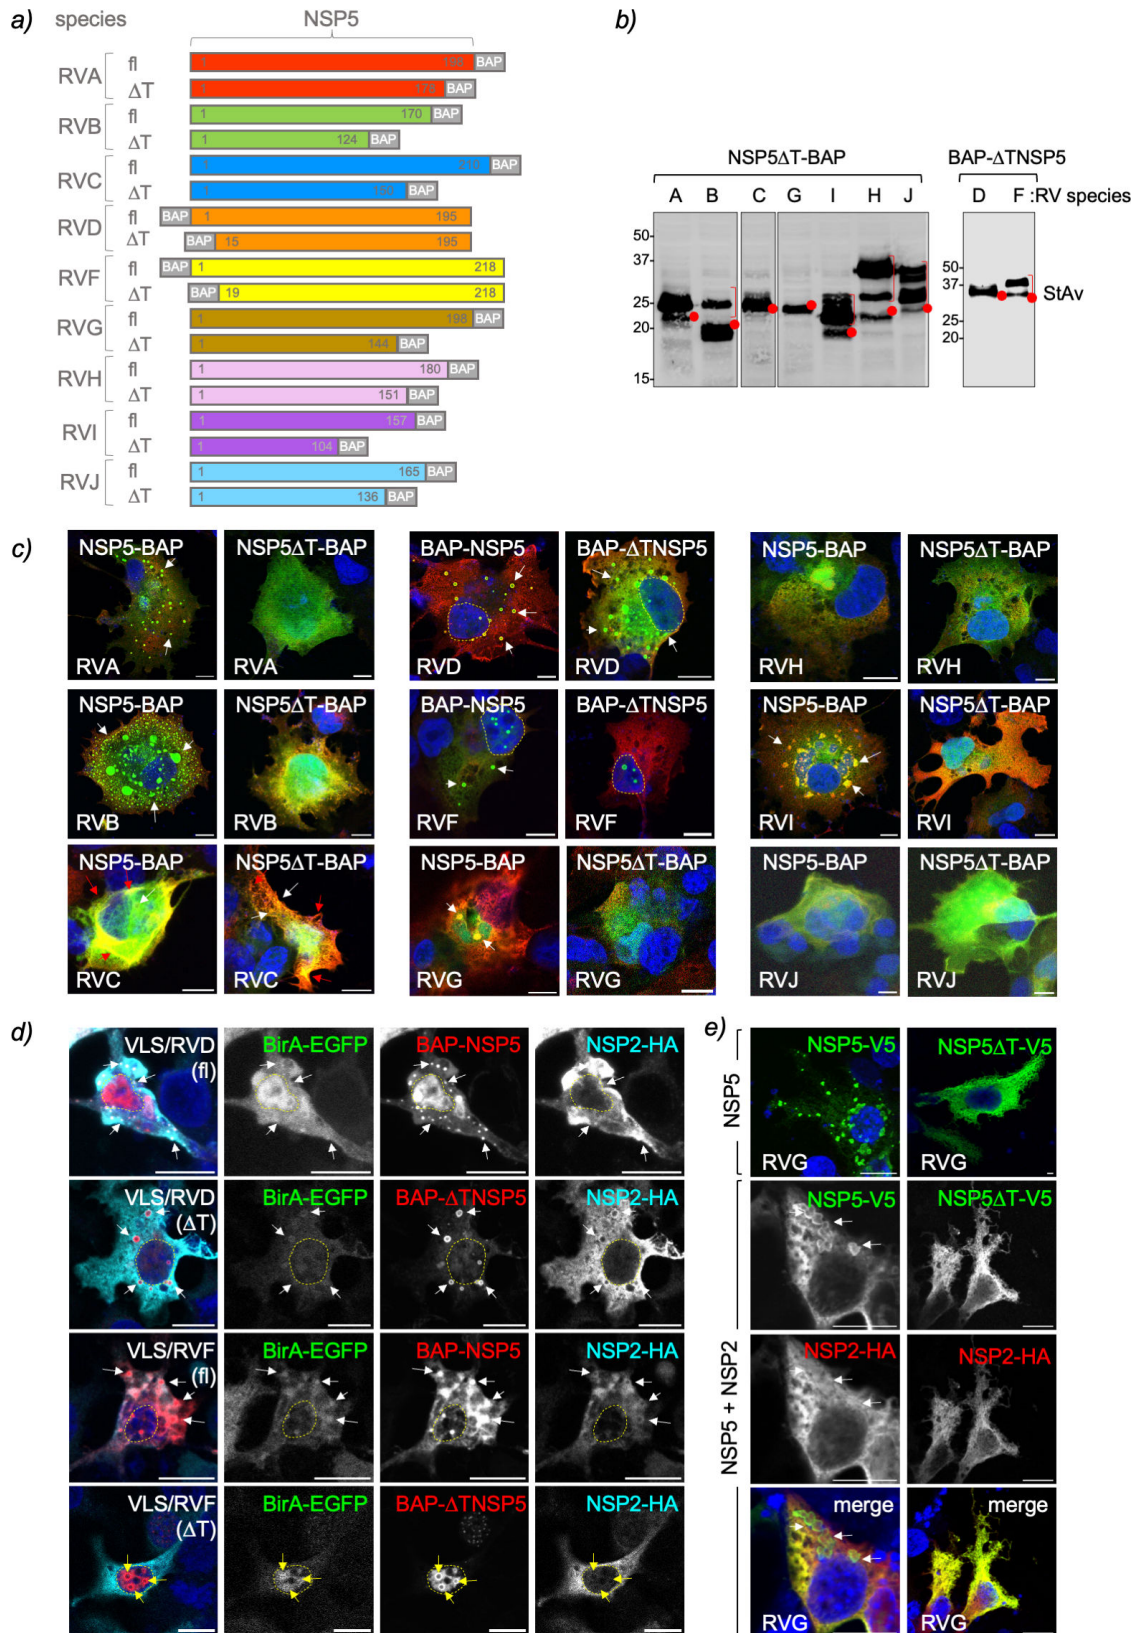 a)
species NSP5
RVA
fl 1 198 BAP
ΔT 1 178 BAP
RVB
fl 1 170 BAP
ΔT 1 124 BAP
RVC
fl 1 BAP
ΔT 1 BAP
RVD
fl BAP 1 195
ΔT BAP 15 195
RVF
fl BAP 1 218
ΔT BAP 19 218
RVG
fl 1 198 BAP
ΔT 1 144 BAP
RVH
fl 1 180 BAP
ΔT 1 151 BAP
RVI
fl 1 157 BAP
ΔT 1 104 BAP
RVJ
fl 1 165 BAP
ΔT 1 136 BAP
b)
NSP5ΔT-BAP BAP-ΔTNSP5
A B C G I H J D F :RV species
50
37
25
20
15
50
37
25
20
StAv
c)
NSP5-BAP NSP5ΔT-BAP BAP-NSP5 BAP-ΔTNSP5 NSP5-BAP NSP5ΔT-BAP
RVA RVA RVD RVD RVH RVH
NSP5-BAP NSP5ΔT-BAP BAP-NSP5 BAP-ΔTNSP5 NSP5-BAP NSP5ΔT-BAP
RVB RVB RVF RVF RVI RVI
NSP5-BAP NSP5ΔT-BAP NSP5-BAP NSP5ΔT-BAP NSP5-BAP NSP5ΔT-BAP
RVC RVC RVG RVG RVJ RVJ
d)
VLS/RVD BirA-EGFP BAP-NSP5 NSP2-HA
(fl)
VLS/RVD BirA-EGFP BAP-ΔTNSP5 NSP2-HA
(ΔT)
VLS/RVF BirA-EGFP BAP-NSP5 NSP2-HA
(fl)
VLS/RVF BirA-EGFP BAP-ΔTNSP5 NSP2-HA
(ΔT)
e)
NSP5
NSP5-V5 NSP5ΔT-V5
RVG RVG
NSP5 + NSP2
NSP5-V5 NSP5ΔT-V5
NSP2-HA NSP2-HA
merge merge
RVG RVG